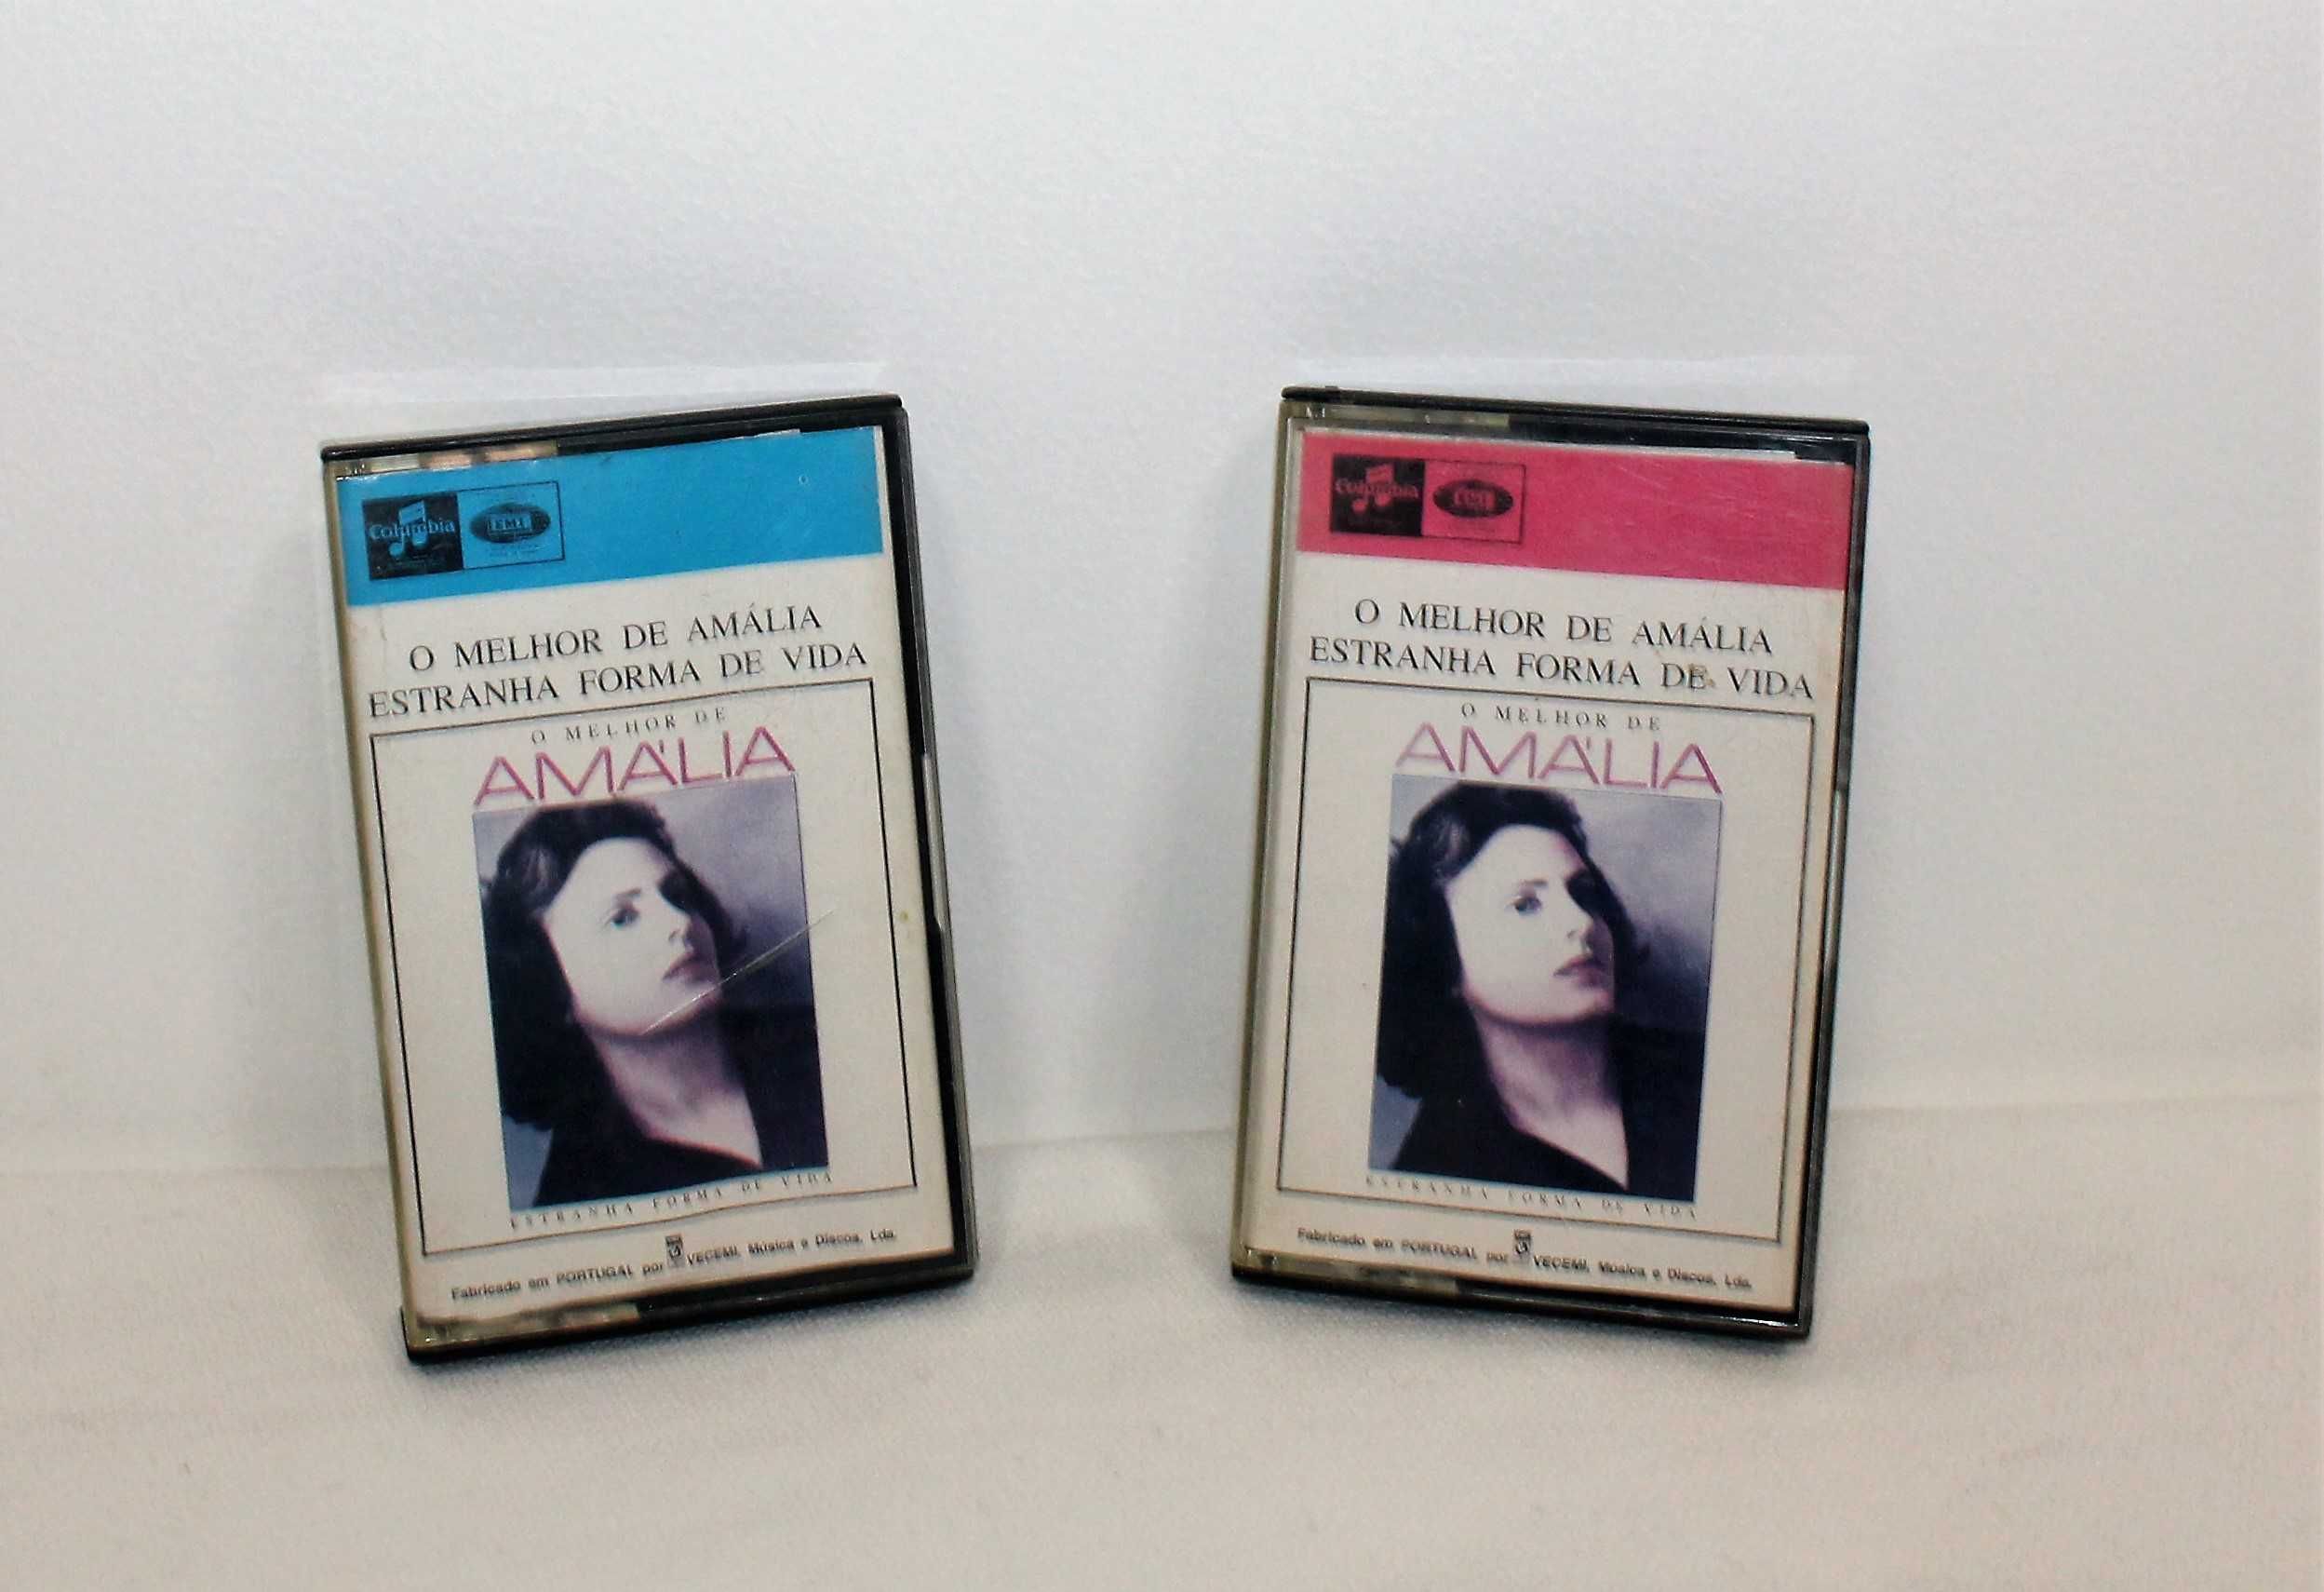 Columbia
EMI
O MELHOR DE AMÁLIA
ESTRANHA FORMA DE VIDA
O MELHOR DE
AMÁLIA
ESTRANHA FORMA DE VIDA
Fabricado em PORTUGAL por VECEMI, Música e Discos, Lda.
Columbia
EMI
O MELHOR DE AMÁLIA
ESTRANHA FORMA DE VIDA
O MELHOR DE
AMÁLIA
ESTRANHA FORMA DE VIDA
Fabricado em PORTUGAL por VECEMI, Música e Discos, Lda.